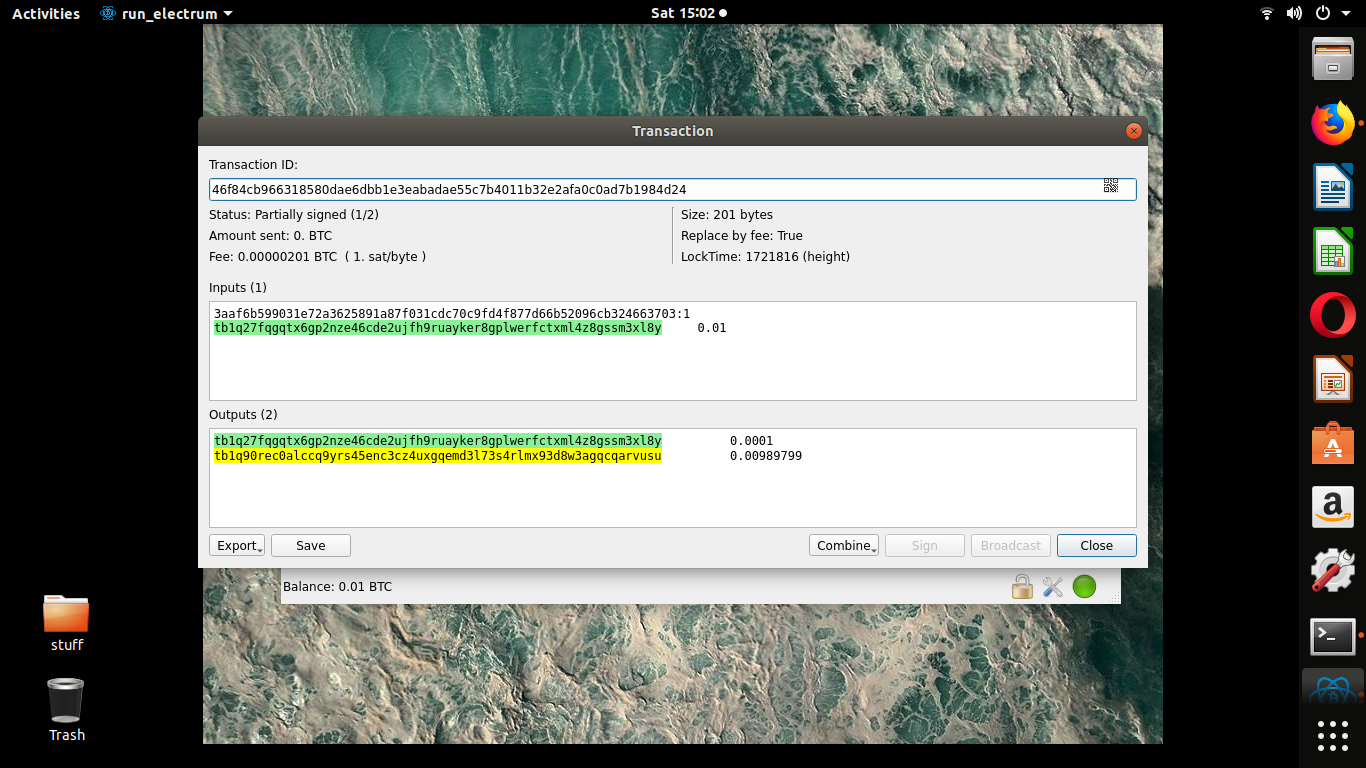 Activities run_electrum Sat 15:02
Transaction
Transaction ID:
46f84cb966318580dae6dbb1e3eabadae55c7b4011b32e2afa0c0ad7b1984d24
Status: Partially signed (1/2)
Size: 201 bytes
Amount sent: 0. BTC
Replace by fee: True
Fee: 0.00000201 BTC ( 1. sat/byte )
LockTime: 1721816 (height)
Inputs (1)
3aaf6b599031e72a3625891a87f031cdc70c9fd4f877d66b52096cb324663703:1
tb1q27fqgqtx6gp2nze46cde2ujfh9ruayker8gplwerfctxml4z8gssm3xl8y 0.01
Outputs (2)
tb1q27fqgqtx6gp2nze46cde2ujfh9ruayker8gplwerfctxml4z8gssm3xl8y 0.0001
tb1q90rec0alccq9yrs45enc3cz4uxgqemd3l73s4rlmx93d8w3agqcqarvusu 0.00989799
Export Save Combine Sign Broadcast Close
Balance: 0.01 BTC
stuff
Trash